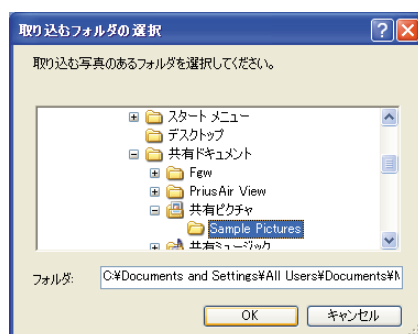 取り込むフォルダの選択
取り込む写真のあるフォルダを選択してください。
スタート メニュー
デスクトップ
共有ドキュメント
Fgw
PriusAir View
共有ピクチャ
Sample Pictures
共有ミュージック
フォルダ: C:¥Documents and Settings¥All Users¥Documents¥M
OK キャンセル